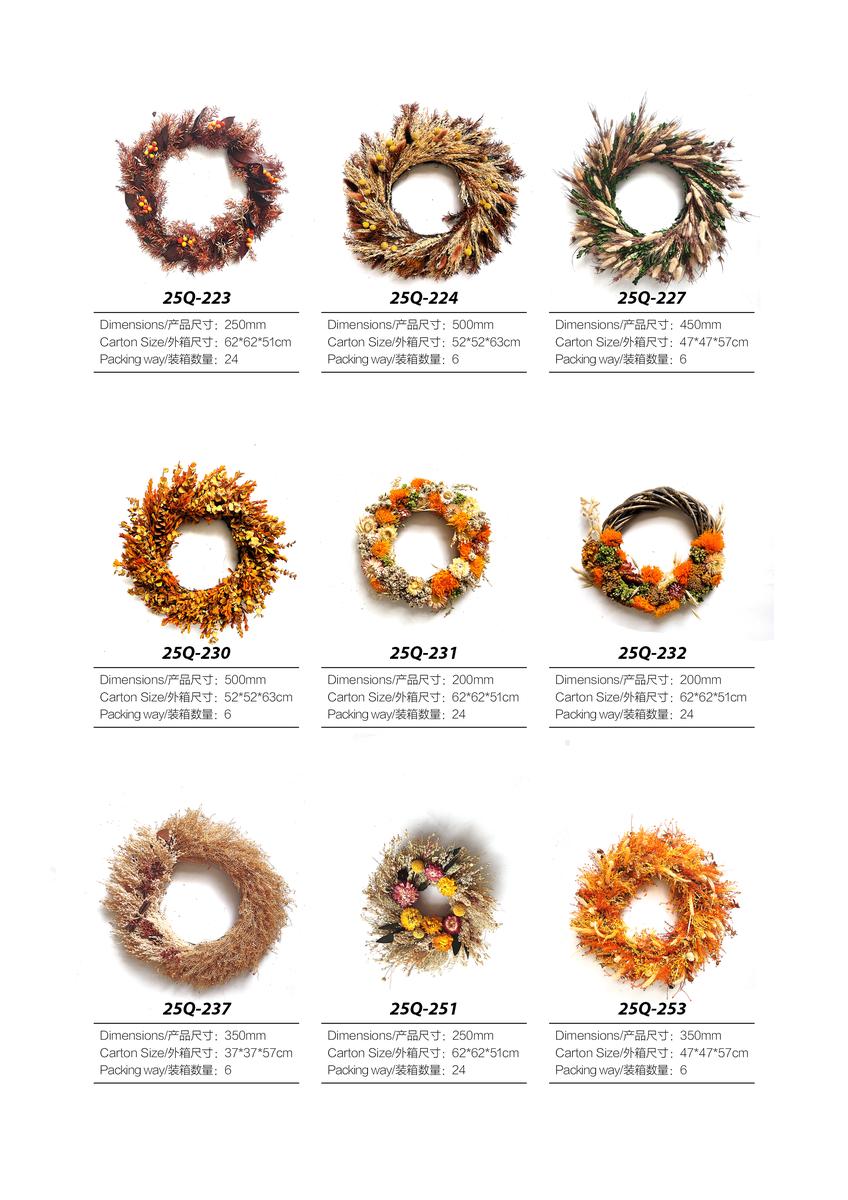 25Q-223
Dimensions/产品尺寸：250mm
Carton Size/外箱尺寸：62*62*51cm
Packing way/装箱数量：24
25Q-224
Dimensions/产品尺寸：500mm
Carton Size/外箱尺寸：52*52*63cm
Packing way/装箱数量：6
25Q-227
Dimensions/产品尺寸：450mm
Carton Size/外箱尺寸：47*47*57cm
Packing way/装箱数量：6
25Q-230
Dimensions/产品尺寸：500mm
Carton Size/外箱尺寸：52*52*63cm
Packing way/装箱数量：6
25Q-231
Dimensions/产品尺寸：200mm
Carton Size/外箱尺寸：62*62*51cm
Packing way/装箱数量：24
25Q-232
Dimensions/产品尺寸：200mm
Carton Size/外箱尺寸：62*62*51cm
Packing way/装箱数量：24
25Q-237
Dimensions/产品尺寸：350mm
Carton Size/外箱尺寸：37*37*57cm
Packing way/装箱数量：6
25Q-251
Dimensions/产品尺寸：250mm
Carton Size/外箱尺寸：62*62*51cm
Packing way/装箱数量：24
25Q-253
Dimensions/产品尺寸：350mm
Carton Size/外箱尺寸：47*47*57cm
Packing way/装箱数量：6